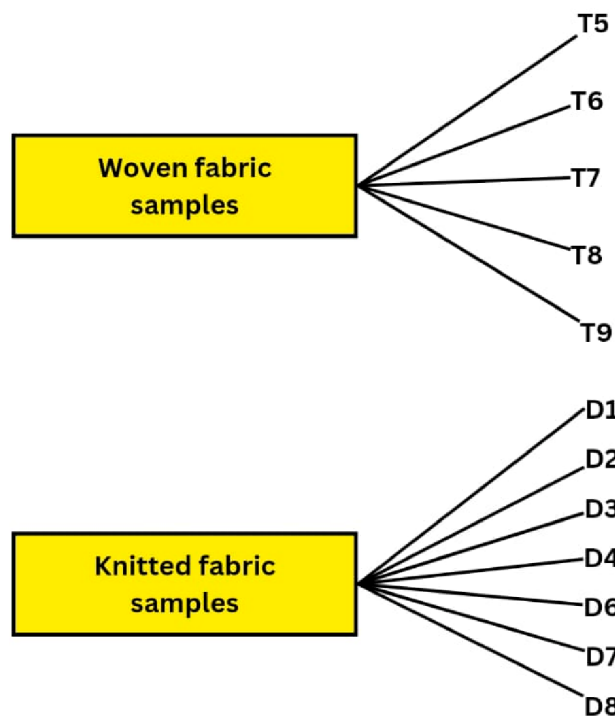 T5
T6
Woven fabric
samples
T7
T8
T9
D1
D2
D3
D4
Knitted fabric
samples
D6
D7
D8